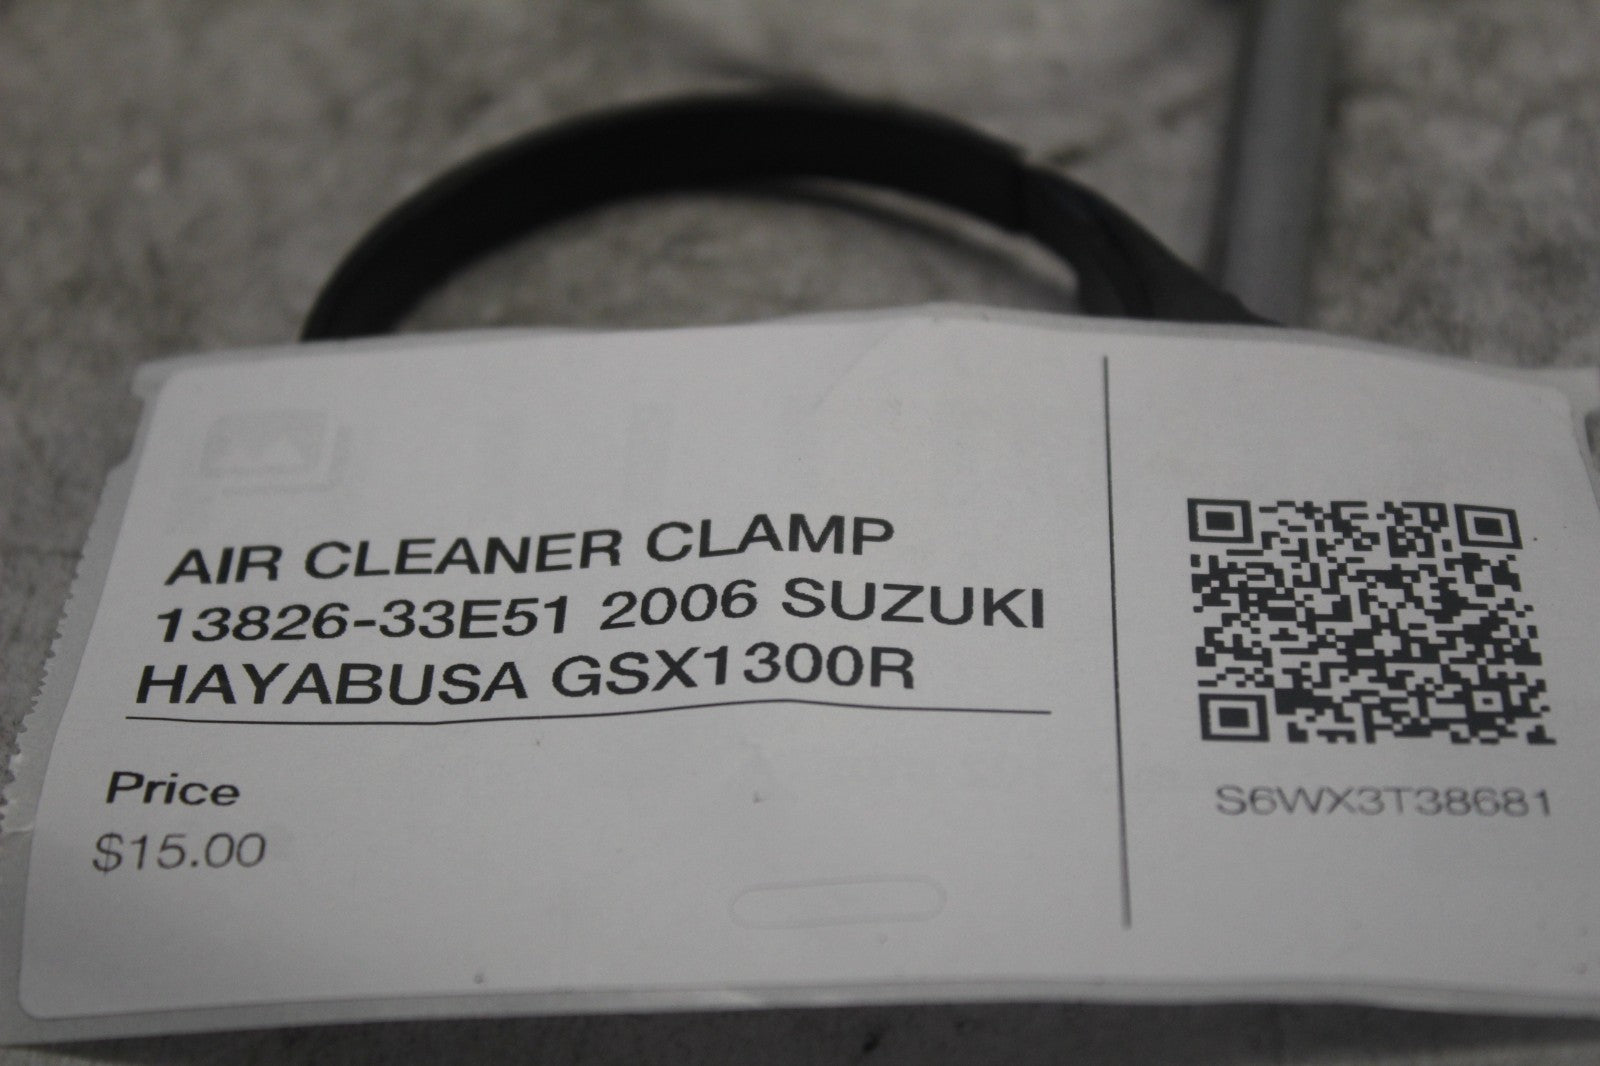 AIR CLEANER CLAMP
13826-33E51 2006 SUZUKI
HAYABUSA GSX1300R
Price
$15.00
S6WX3T38681